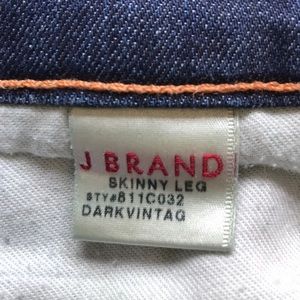 J BRAND
SKINNY LEG
STY#811C032
DARKVINTAG